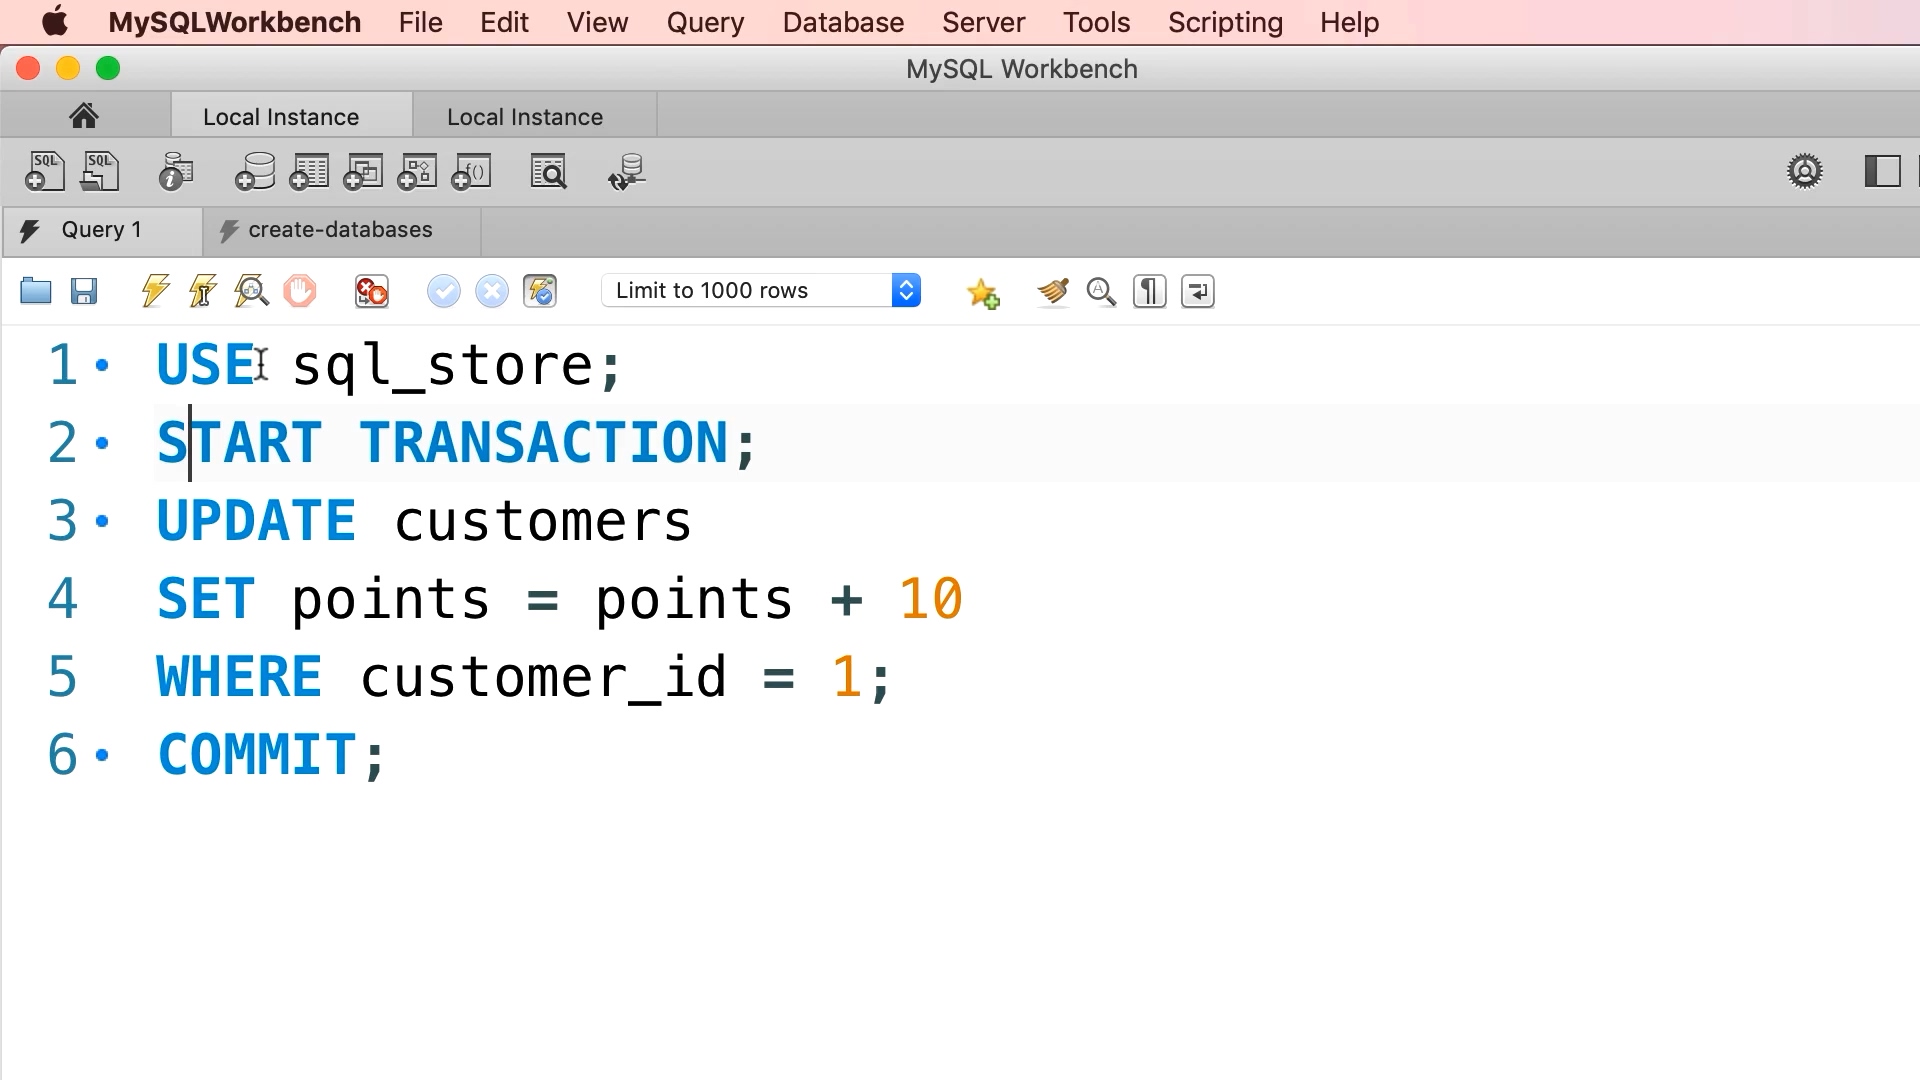 MySQLWorkbench File Edit View Query Database Server Tools Scripting Help
MySQL Workbench
Local Instance Local Instance
SQL SQL
Query 1 create-databases
Limit to 1000 rows
1 USE sql_store;
2 START TRANSACTION;
3 UPDATE customers
4 SET points = points + 10
5 WHERE customer_id = 1;
6 COMMIT;